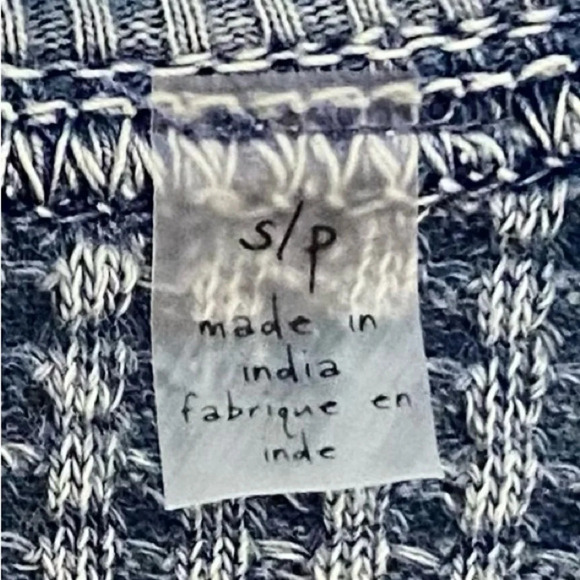 s/p
made in
india
fabrique en
inde